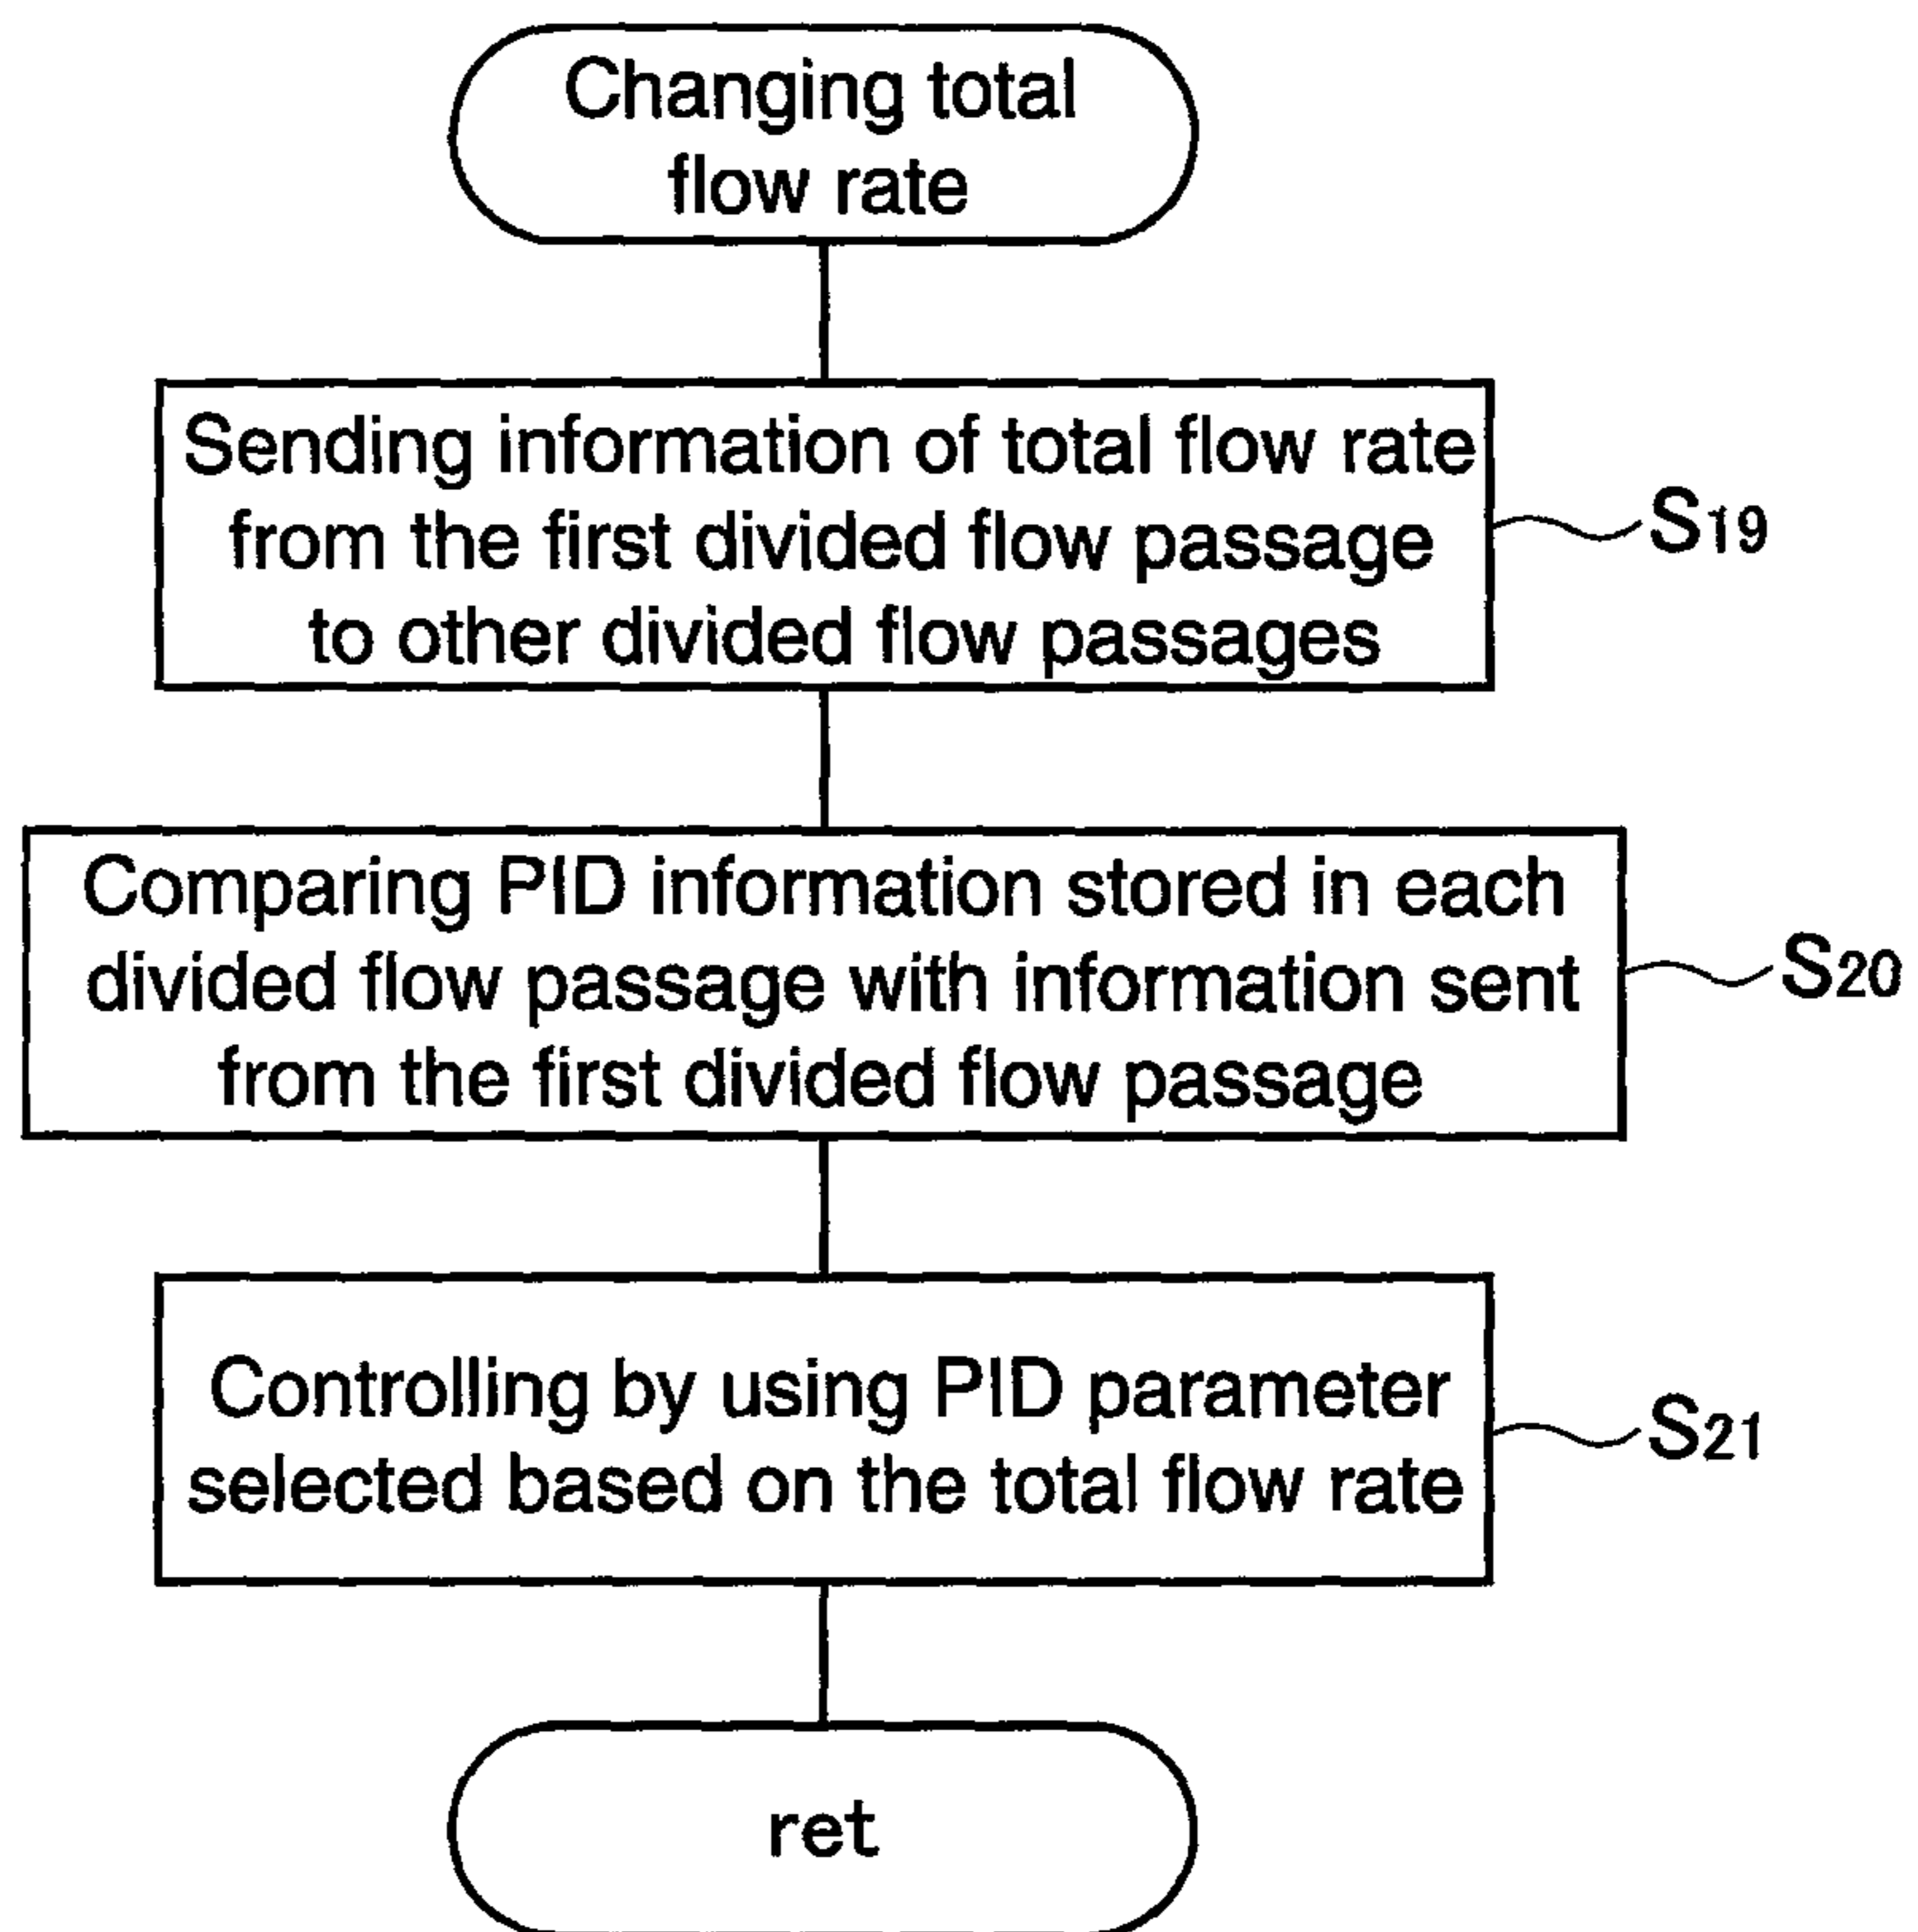 Changing total
flow rate
Sending information of total flow rate
from the first divided flow passage
to other divided flow passages
S19
Comparing PID information stored in each
divided flow passage with information sent
from the first divided flow passage
S20
Controlling by using PID parameter
selected based on the total flow rate
S21
ret